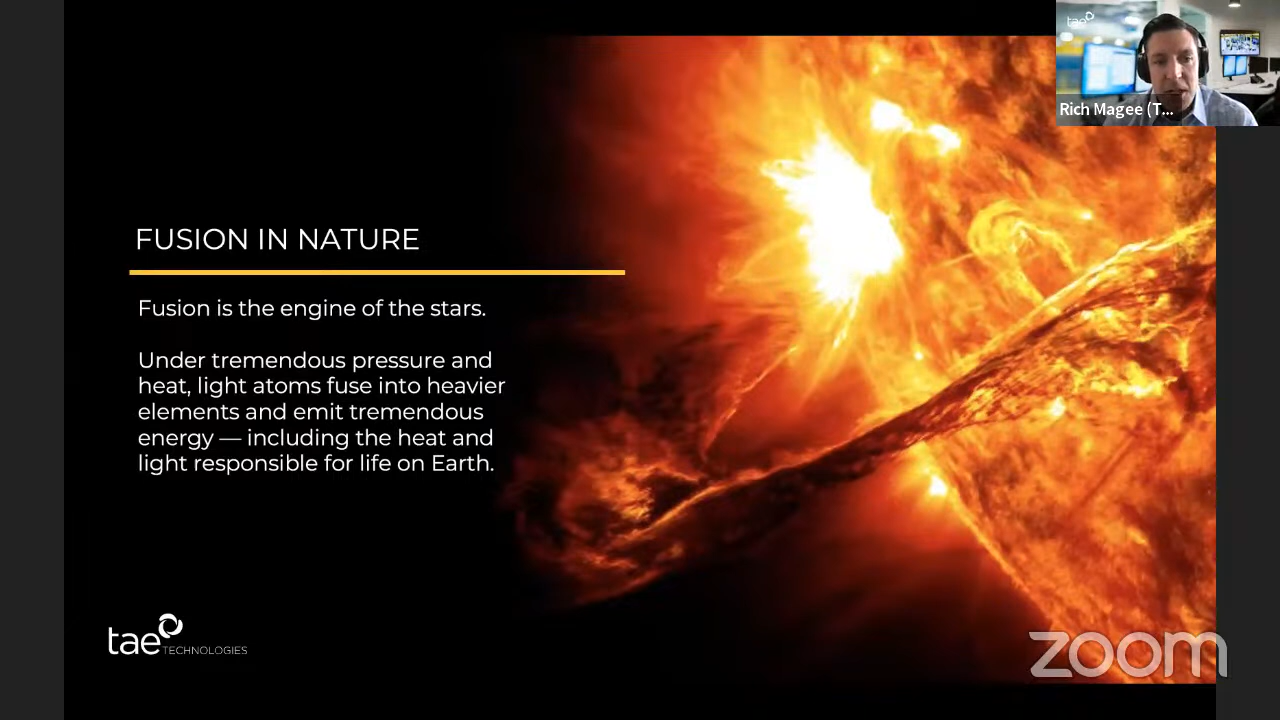 tae
Rich Magee (T...
FUSION IN NATURE
Fusion is the engine of the stars.
Under tremendous pressure and
heat, light atoms fuse into heavier
elements and emit tremendous
energy — including the heat and
light responsible for life on Earth.
tae TECHNOLOGIES
zoom